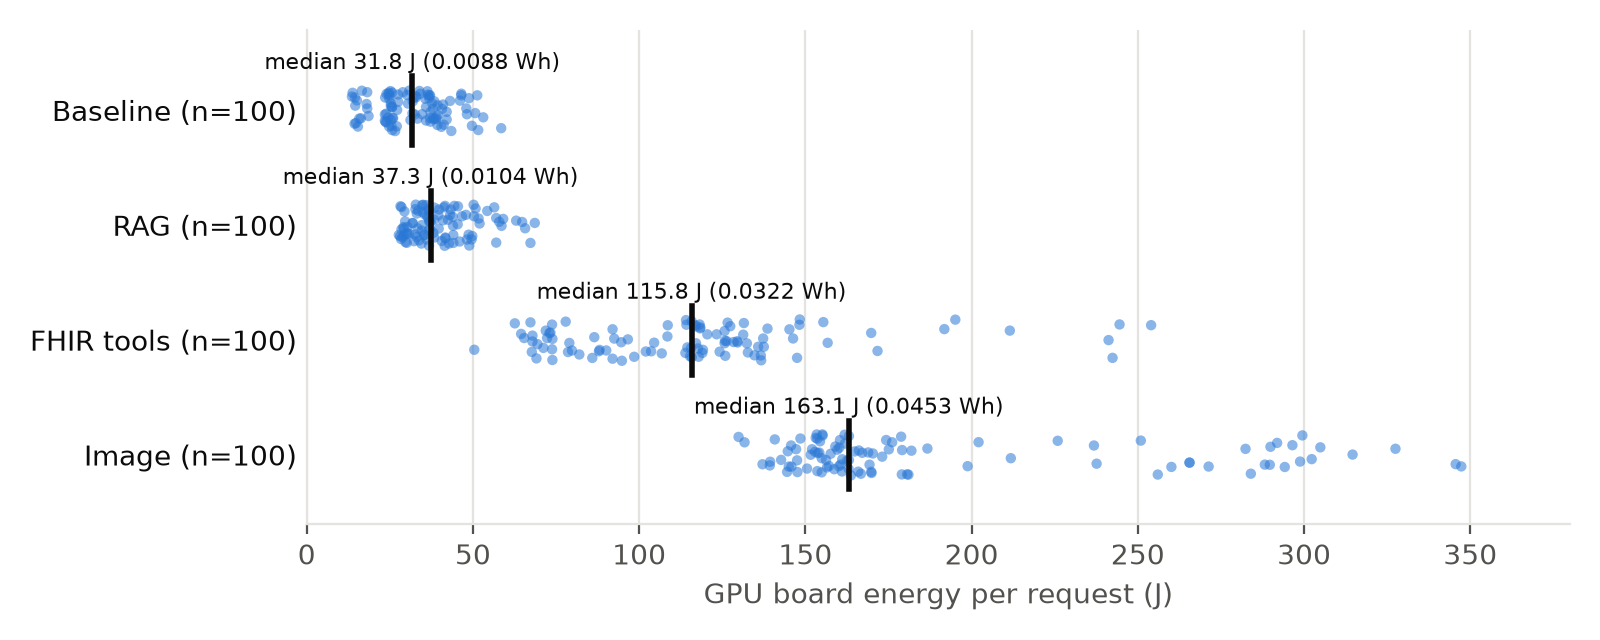 median 31.8 J (0.0088 Wh)
Baseline (n=100)
median 37.3 J (0.0104 Wh)
RAG (n=100)
median 115.8 J (0.0322 Wh)
FHIR tools (n=100)
median 163.1 J (0.0453 Wh)
Image (n=100)
0 50 100 150 200 250 300 350
GPU board energy per request (J)